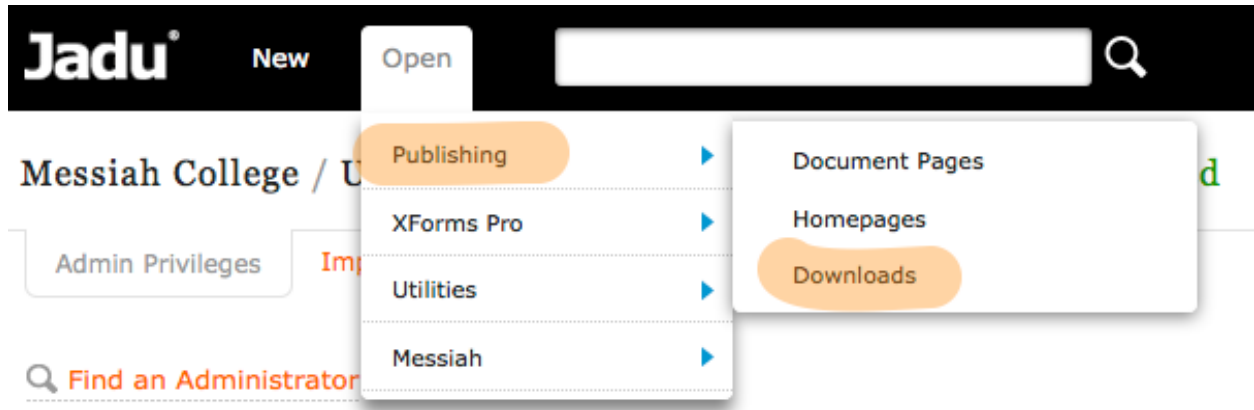 Jadu® New Open
Publishing
Document Pages
Messiah College / U
d
Homepages
XForms Pro
Admin Privileges Im
Downloads
Utilities
Messiah
Find an Administrator